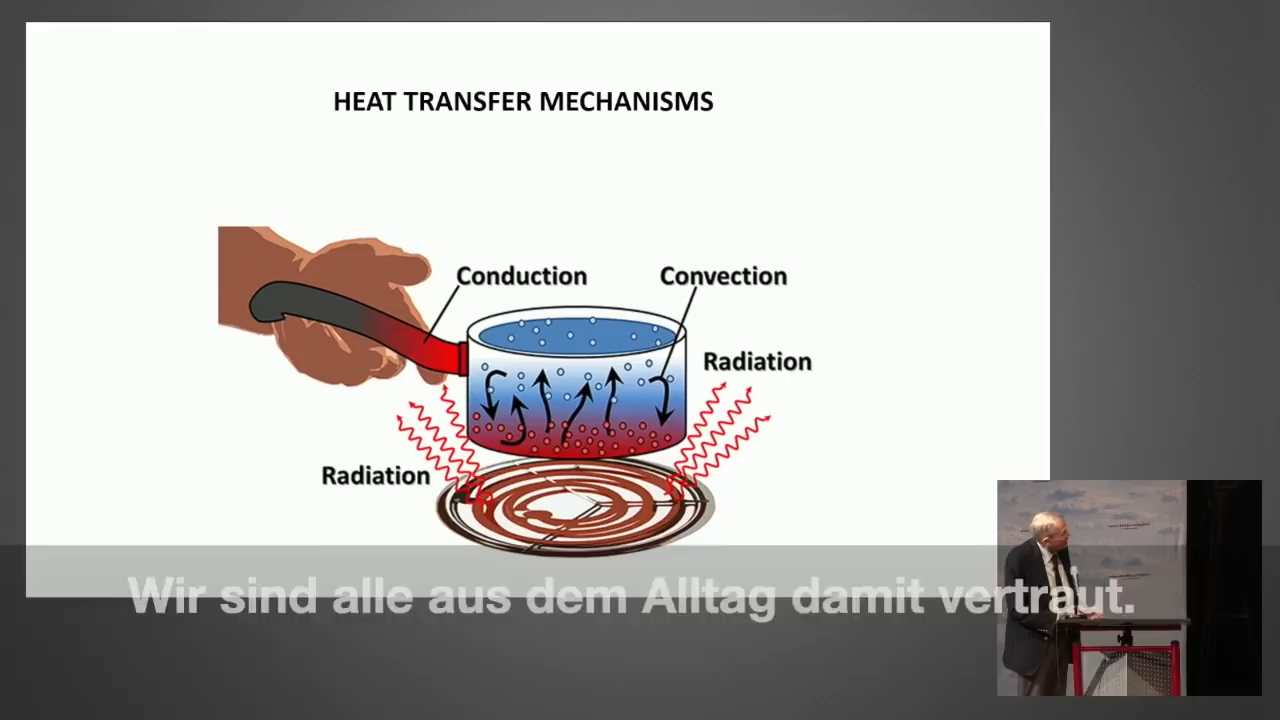 HEAT TRANSFER MECHANISMS
Conduction
Convection
Radiation
Radiation
Wir sind alle aus dem Alltag damit vertraut.